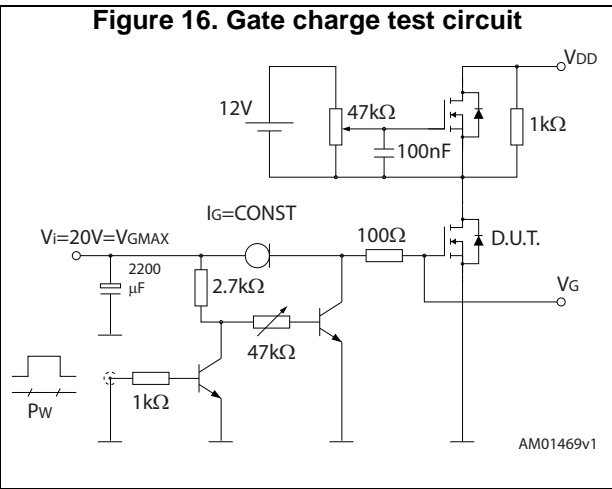 Figure 16. Gate charge test circuit
VDD
12V
47kΩ
1kΩ
100nF
IG=CONST
Vi=20V=VGMAX
100Ω
D.U.T.
2200
μF
2.7kΩ
VG
47kΩ
1kΩ
PW
AM01469v1